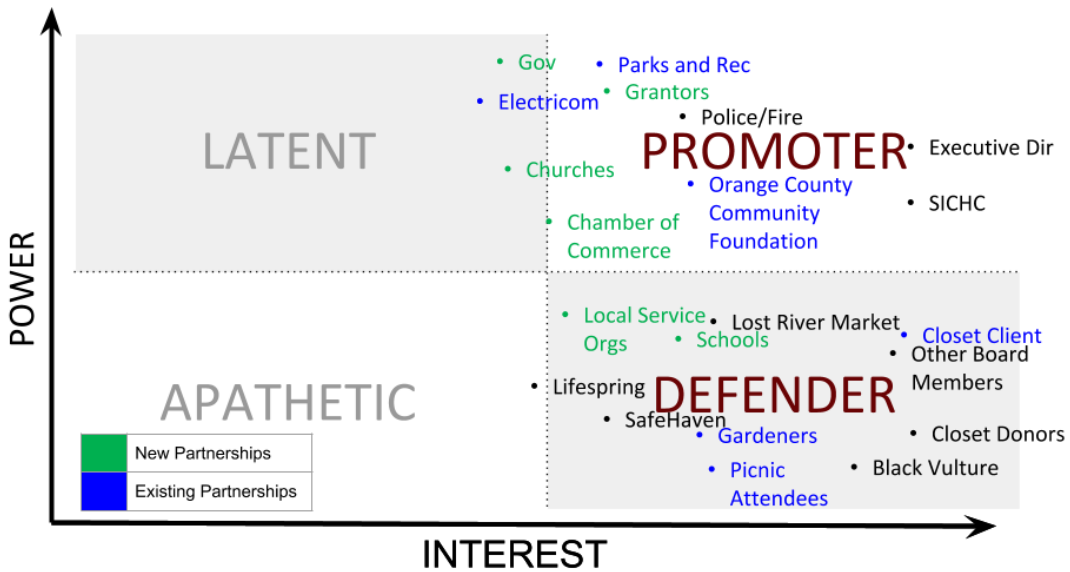 Gov
Parks and Rec
Electricom
Grantors
Police/Fire
LATENT
PROMOTER
Executive Dir
Churches
Orange County
Community
Foundation
SICHC
Chamber of
Commerce
POWER
Local Service
Orgs
Lost River Market
Schools
Closet Client
Other Board
Members
Lifespring
APATHETIC
DEFENDER
SafeHaven
Gardeners
Closet Donors
New Partnerships
Picnic
Attendees
Black Vulture
Existing Partnerships
INTEREST